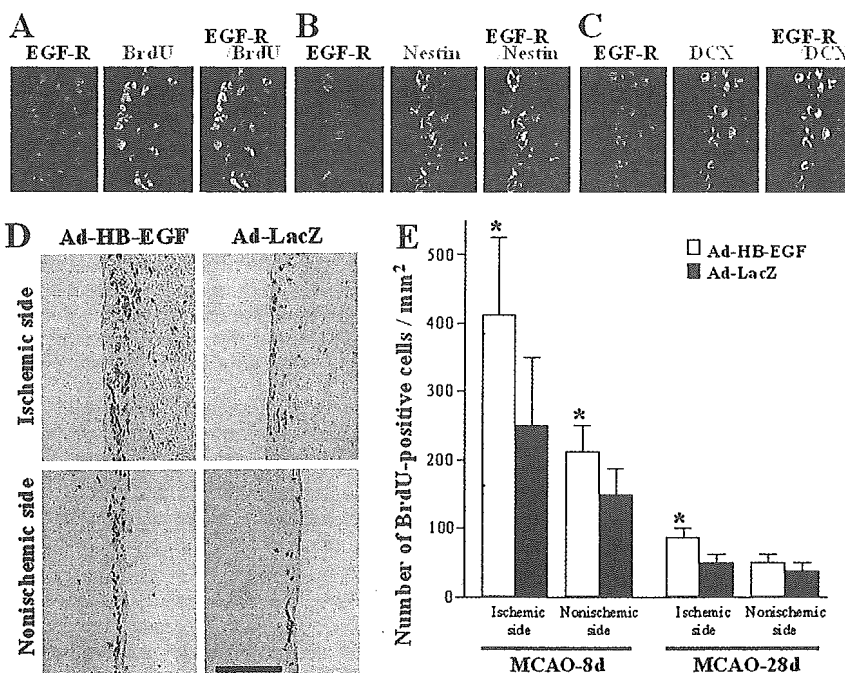 A
EGF-R
BrdU
EGF-R
/BrdU
B
EGF-R
Nestin
EGF-R
/Nestin
C
EGF-R
DCX
EGF-R
/DCX
D
Ad-HB-EGF
Ad-LacZ
Ischemic side
Nonischemic side
E
Number of BrdU-positive cells / mm²
500
400
300
200
100
0
*
*
*
Ad-HB-EGF
Ad-LacZ
Ischemic
side
Nonischemic
side
Ischemic
side
Nonischemic
side
MCAO-8d
MCAO-28d